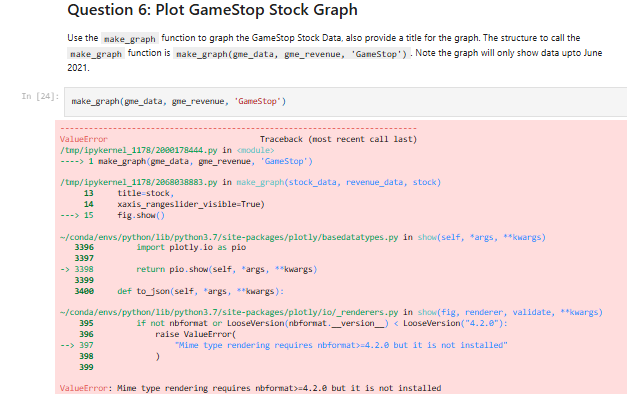 Question 6: Plot GameStop Stock Graph
Use the make_graph function to graph the GameStop Stock Data, also provide a title for the graph. The structure to call the
make_graph function is make_graph(gme_data, gme_revenue, 'GameStop') . Note the graph will only show data upto June
2021.
In [24]: make_graph(gme_data, gme_revenue, 'GameStop')
---------------------------------------------------------------------------
ValueError Traceback (most recent call last)
/tmp/ipykernel_1178/2000178444.py in <module>
----> 1 make_graph(gme_data, gme_revenue, 'GameStop')
/tmp/ipykernel_1178/2068038883.py in make_graph(stock_data, revenue_data, stock)
13 title=stock,
14 xaxis_rangeslider_visible=True)
---> 15 fig.show()
~/conda/envs/python/lib/python3.7/site-packages/plotly/basedatatypes.py in show(self, *args, **kwargs)
3396 import plotly.io as pio
3397
-> 3398 return pio.show(self, *args, **kwargs)
3399
3400 def to_json(self, *args, **kwargs):
~/conda/envs/python/lib/python3.7/site-packages/plotly/io/_renderers.py in show(fig, renderer, validate, **kwargs)
395 if not nbformat or LooseVersion(nbformat.__version__) < LooseVersion("4.2.0"):
396 raise ValueError(
--> 397 "Mime type rendering requires nbformat>=4.2.0 but it is not installed"
398 )
399
ValueError: Mime type rendering requires nbformat>=4.2.0 but it is not installed